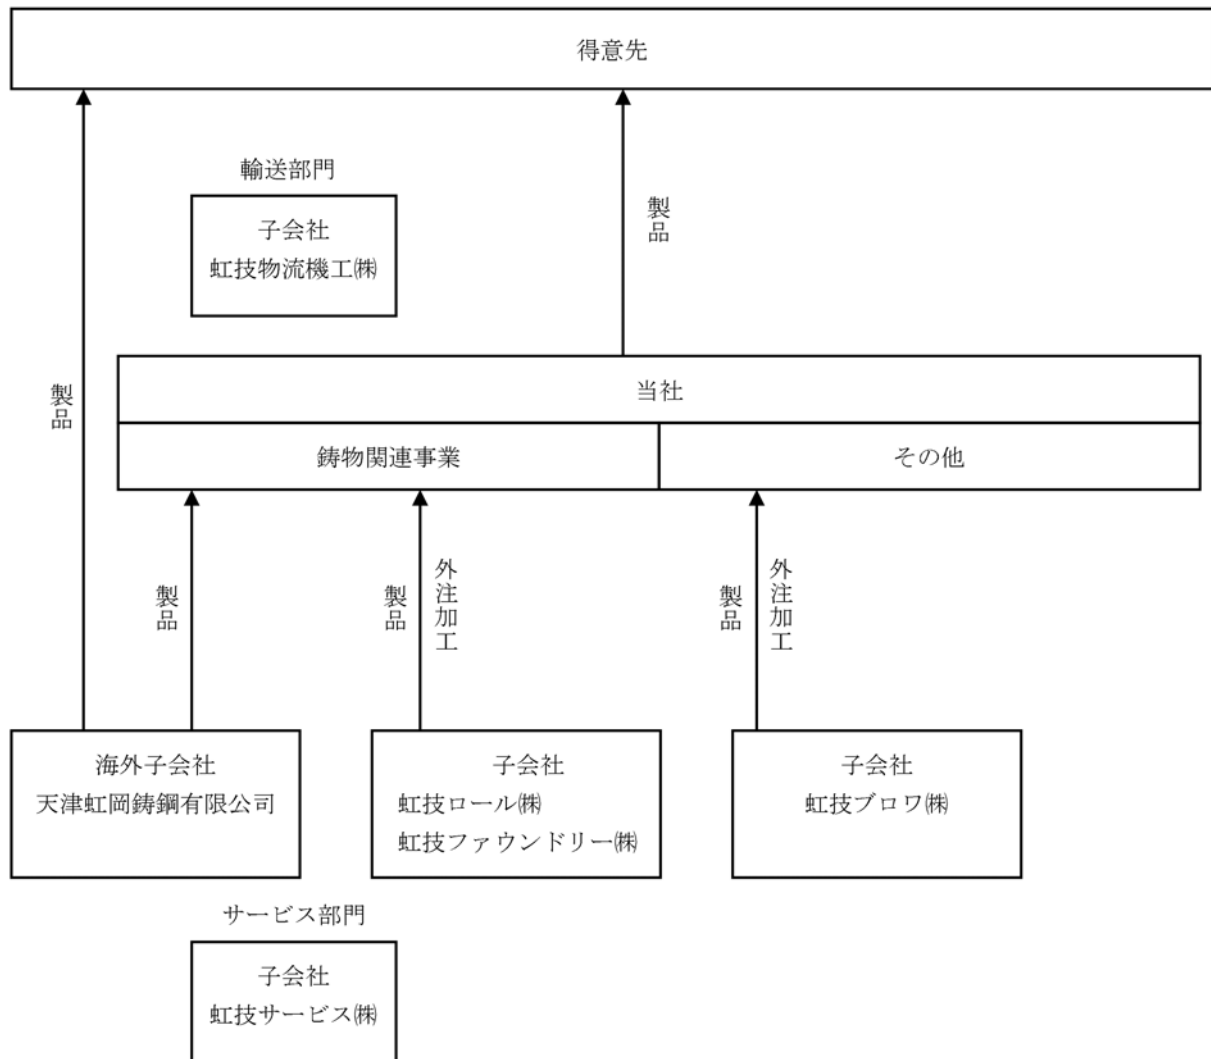 得意先
輸送部門
子会社
虹技物流機工㈱
製品
製品
当社
鋳物関連事業
その他
製品
製品
外注加工
製品
外注加工
海外子会社
天津虹岡鋳鋼有限公司
子会社
虹技ロール㈱
虹技ファウンドリー㈱
子会社
虹技ブロワ㈱
サービス部門
子会社
虹技サービス㈱